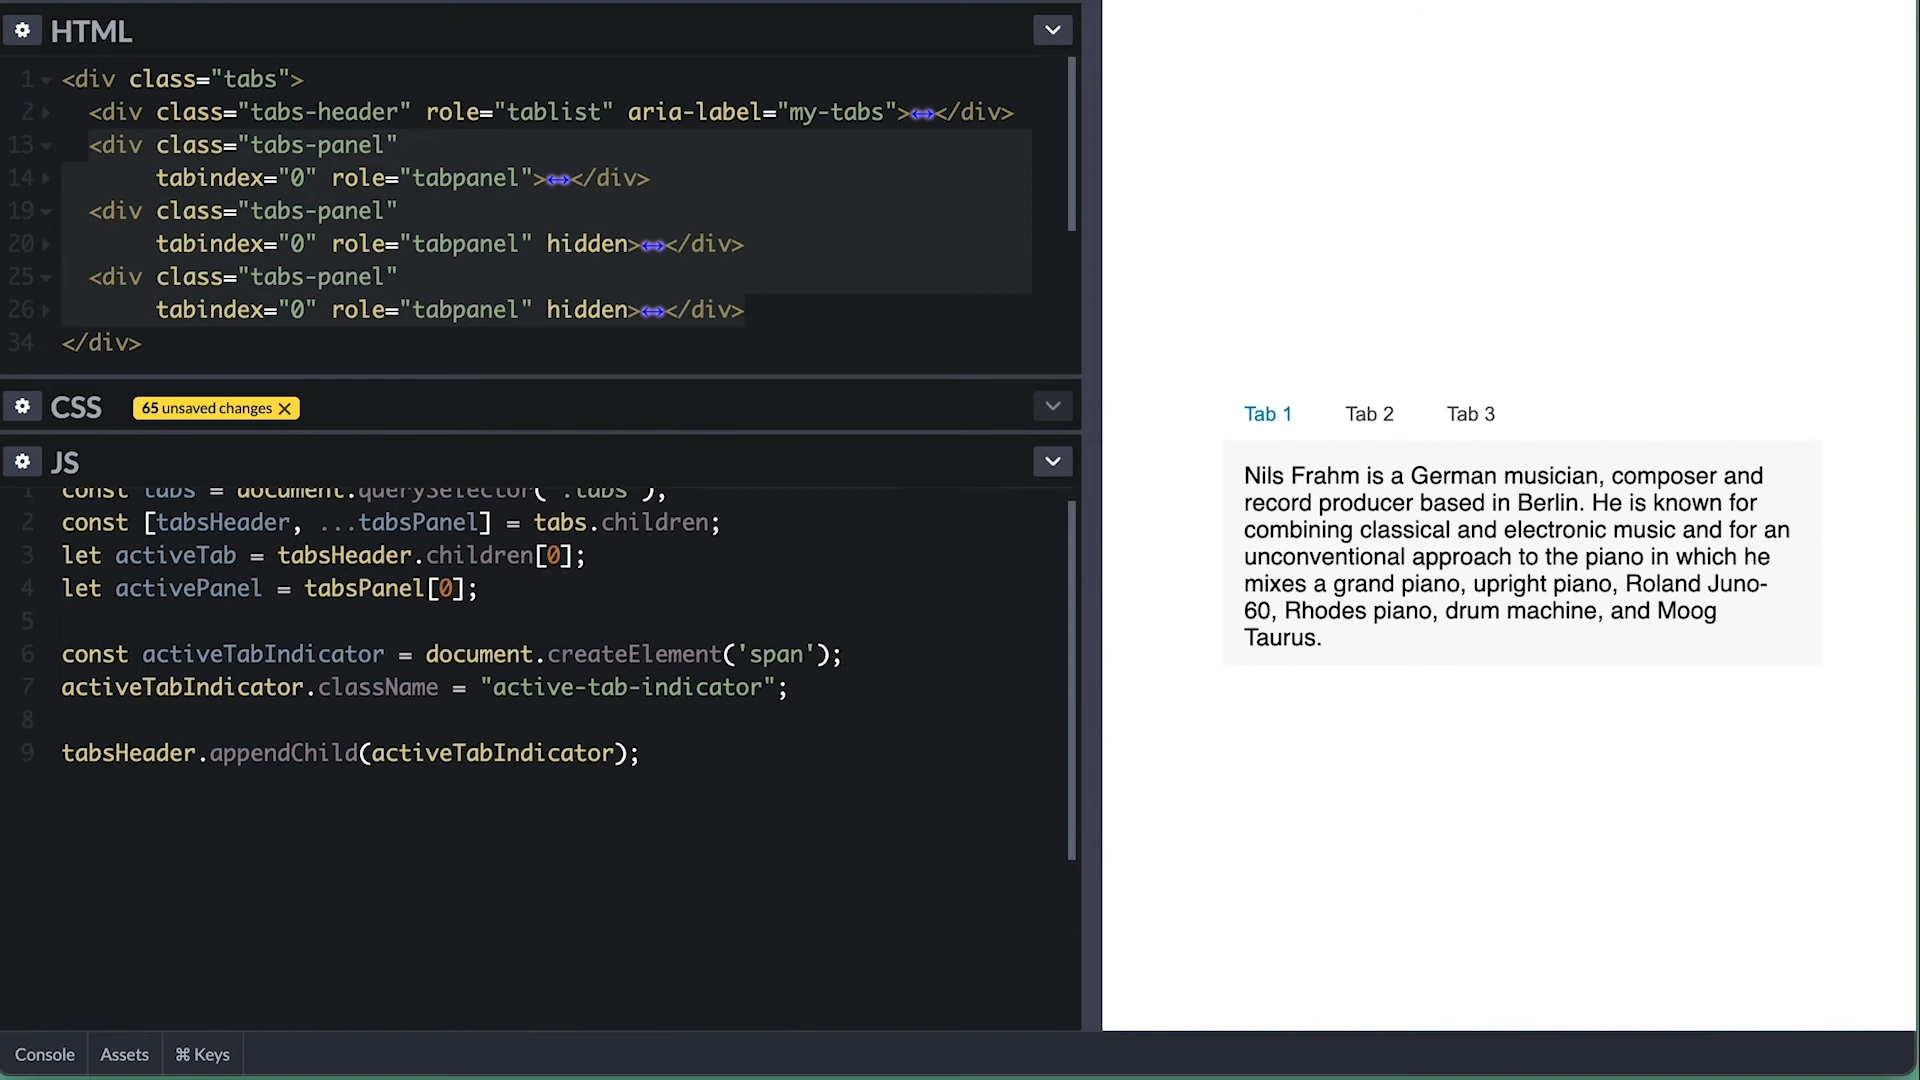 HTML
1 <div class="tabs">
2 <div class="tabs-header" role="tablist" aria-label="my-tabs">↔</div>
13 <div class="tabs-panel"
14 tabindex="0" role="tabpanel">↔</div>
19 <div class="tabs-panel"
20 tabindex="0" role="tabpanel" hidden>↔</div>
25 <div class="tabs-panel"
26 tabindex="0" role="tabpanel" hidden>↔</div>
34 </div>
CSS 65 unsaved changes
JS
1 const tabs = document.querySelector('.tabs');
2 const [tabsHeader, ...tabsPanel] = tabs.children;
3 let activeTab = tabsHeader.children[0];
4 let activePanel = tabsPanel[0];
5
6 const activeTabIndicator = document.createElement('span');
7 activeTabIndicator.className = "active-tab-indicator";
8
9 tabsHeader.appendChild(activeTabIndicator);
Console Assets ⌘ Keys
Tab 1 Tab 2 Tab 3
Nils Frahm is a German musician, composer and
record producer based in Berlin. He is known for
combining classical and electronic music and for an
unconventional approach to the piano in which he
mixes a grand piano, upright piano, Roland Juno-
60, Rhodes piano, drum machine, and Moog
Taurus.